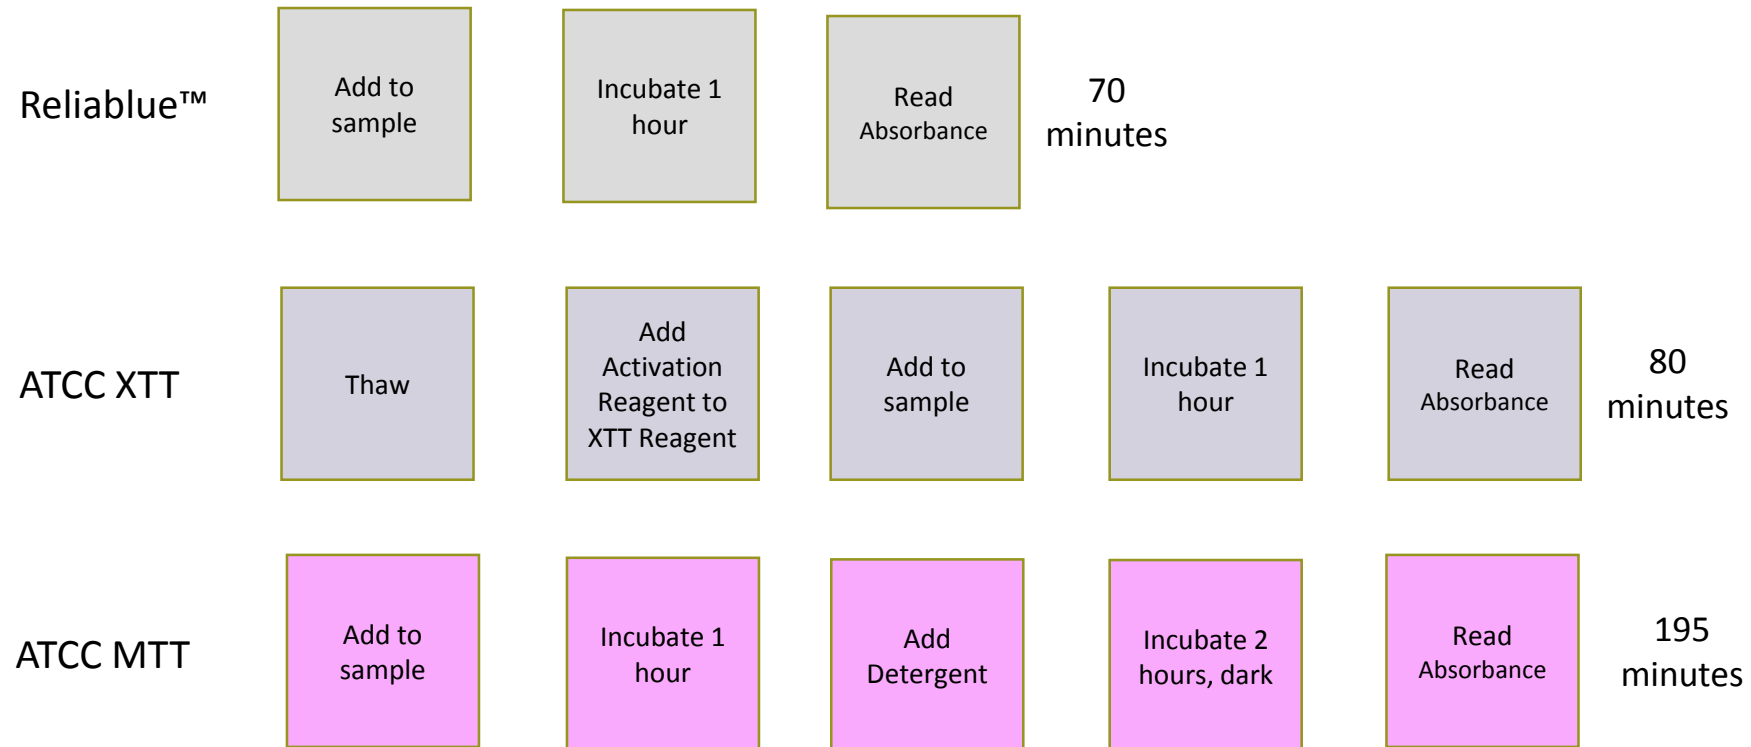 Reliablue™
Add to
sample
Incubate 1
hour
Read
Absorbance
70
minutes
ATCC XTT
Thaw
Add
Activation
Reagent to
XTT Reagent
Add to
sample
Incubate 1
hour
Read
Absorbance
80
minutes
ATCC MTT
Add to
sample
Incubate 1
hour
Add
Detergent
Incubate 2
hours, dark
Read
Absorbance
195
minutes